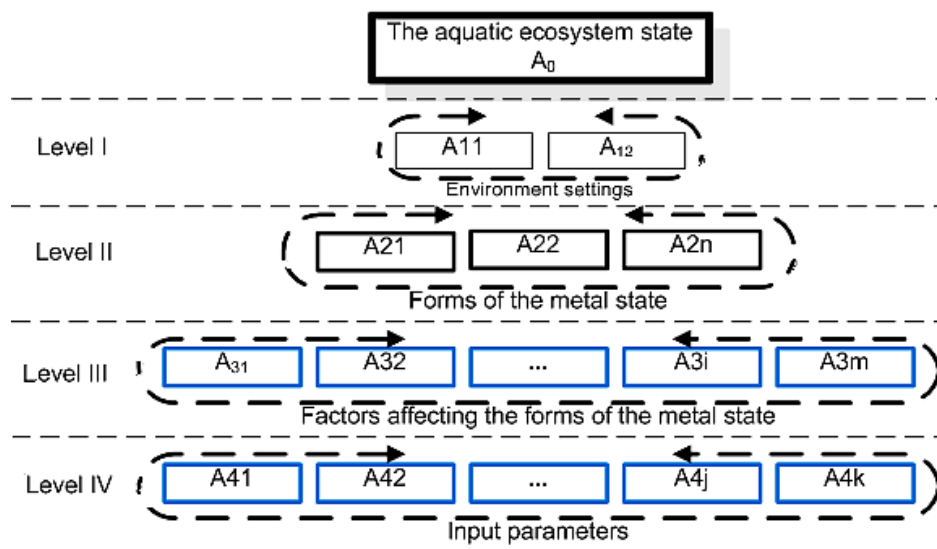 The aquatic ecosystem state
A₀
Level I
A11
A₁₂
Environment settings
Level II
A21
A22
A2n
Forms of the metal state
Level III
A₃₁
A32
...
A3i
A3m
Factors affecting the forms of the metal state
Level IV
A41
A42
...
A4j
A4k
Input parameters